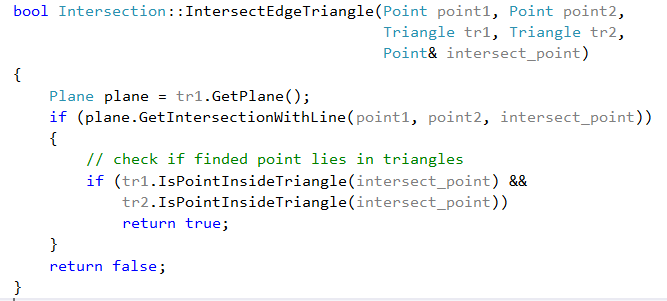 bool Intersection::IntersectEdgeTriangle(Point point1, Point point2,
Triangle tr1, Triangle tr2,
Point& intersect_point)
{
Plane plane = tr1.GetPlane();
if (plane.GetIntersectionWithLine(point1, point2, intersect_point))
{
// check if finded point lies in triangles
if (tr1.IsPointInsideTriangle(intersect_point) &&
tr2.IsPointInsideTriangle(intersect_point))
return true;
}
return false;
}